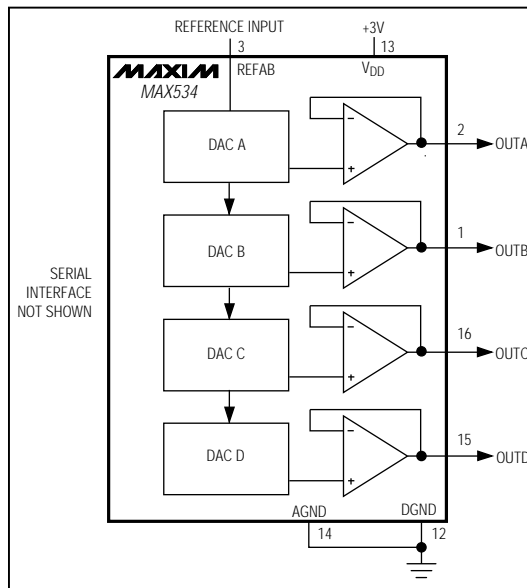 REFERENCE INPUT
+3V
3
13
MAXIM
REFAB
VDD
MAX534
DAC A
−
+
2
OUTA
DAC B
−
+
1
OUTB
SERIAL
INTERFACE
NOT SHOWN
DAC C
−
+
16
OUTC
DAC D
−
+
15
OUTD
AGND
DGND
14
12